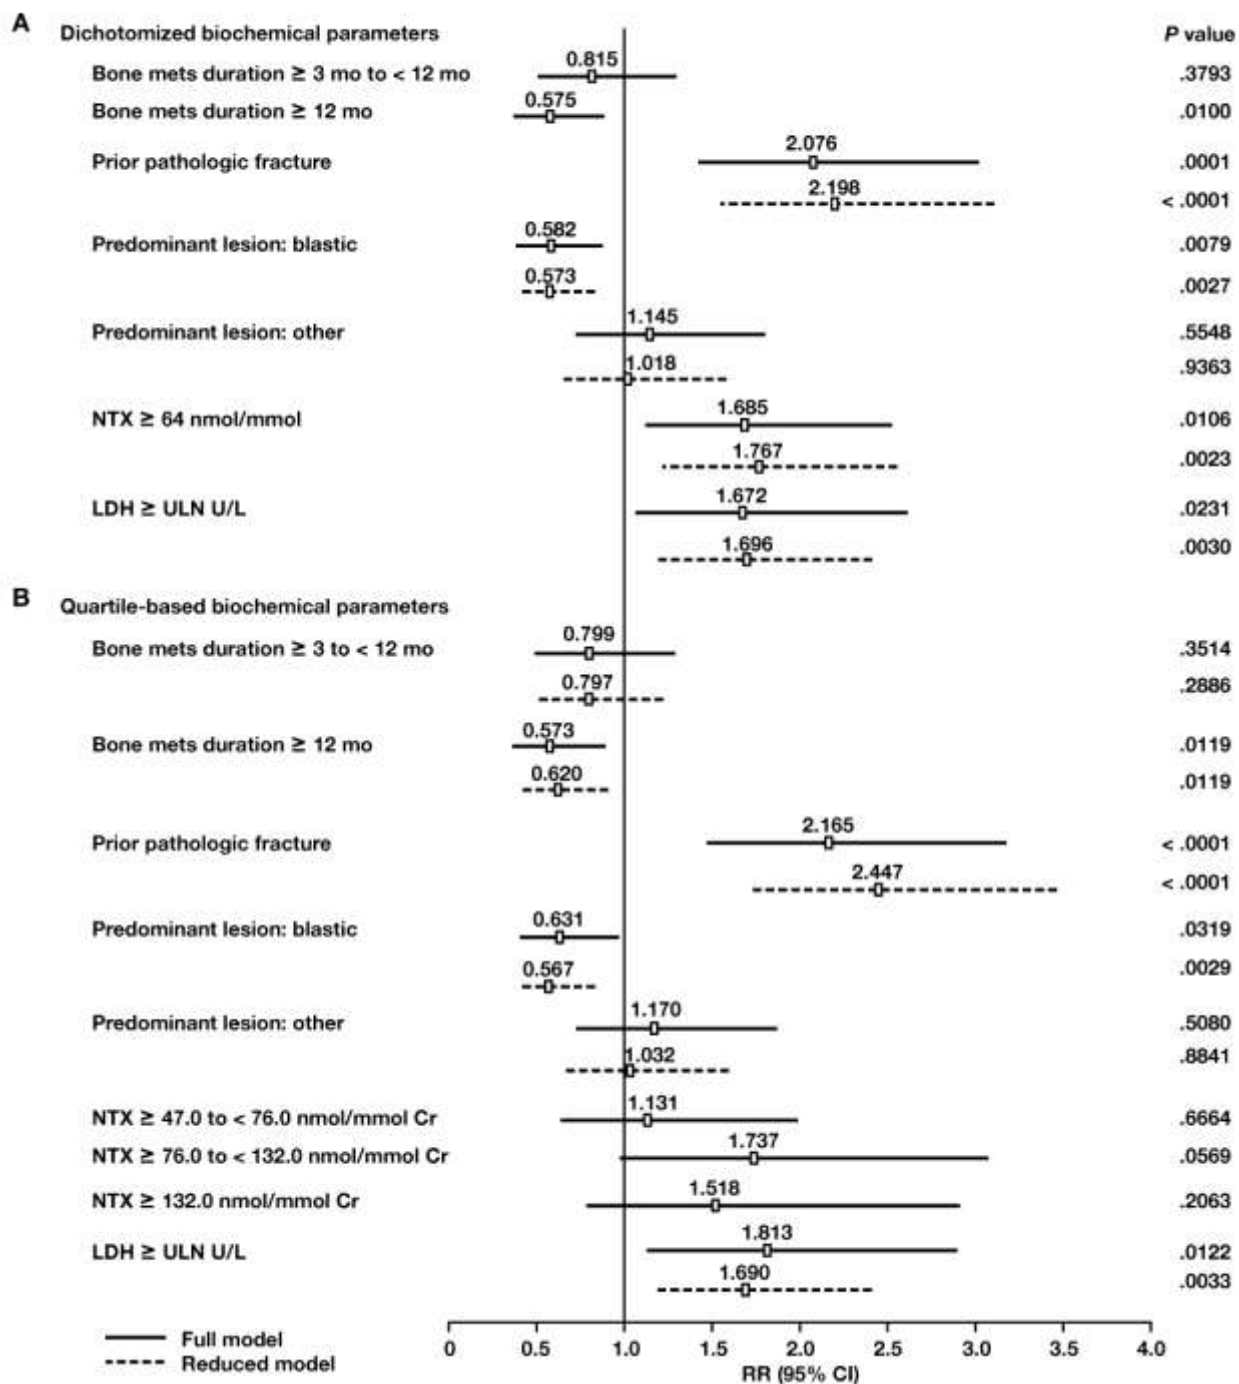 A Dichotomized biochemical parameters P value
Bone mets duration ≥ 3 mo to < 12 mo 0.815 .3793
Bone mets duration ≥ 12 mo 0.575 .0100
Prior pathologic fracture 2.076 .0001
2.198 < .0001
Predominant lesion: blastic 0.582 .0079
0.573 .0027
Predominant lesion: other 1.145 .5548
1.018 .9363
NTX ≥ 64 nmol/mmol 1.685 .0106
1.767 .0023
LDH ≥ ULN U/L 1.672 .0231
1.696 .0030
B Quartile-based biochemical parameters
Bone mets duration ≥ 3 to < 12 mo 0.799 .3514
0.797 .2886
Bone mets duration ≥ 12 mo 0.573 .0119
0.620 .0119
Prior pathologic fracture 2.165 < .0001
2.447 < .0001
Predominant lesion: blastic 0.631 .0319
0.567 .0029
Predominant lesion: other 1.170 .5080
1.032 .8841
NTX ≥ 47.0 to < 76.0 nmol/mmol Cr 1.131 .6664
NTX ≥ 76.0 to < 132.0 nmol/mmol Cr 1.737 .0569
NTX ≥ 132.0 nmol/mmol Cr 1.518 .2063
LDH ≥ ULN U/L 1.813 .0122
1.690 .0033
Full model
Reduced model
0 0.5 1.0 1.5 2.0 2.5 3.0 3.5 4.0
RR (95% CI)